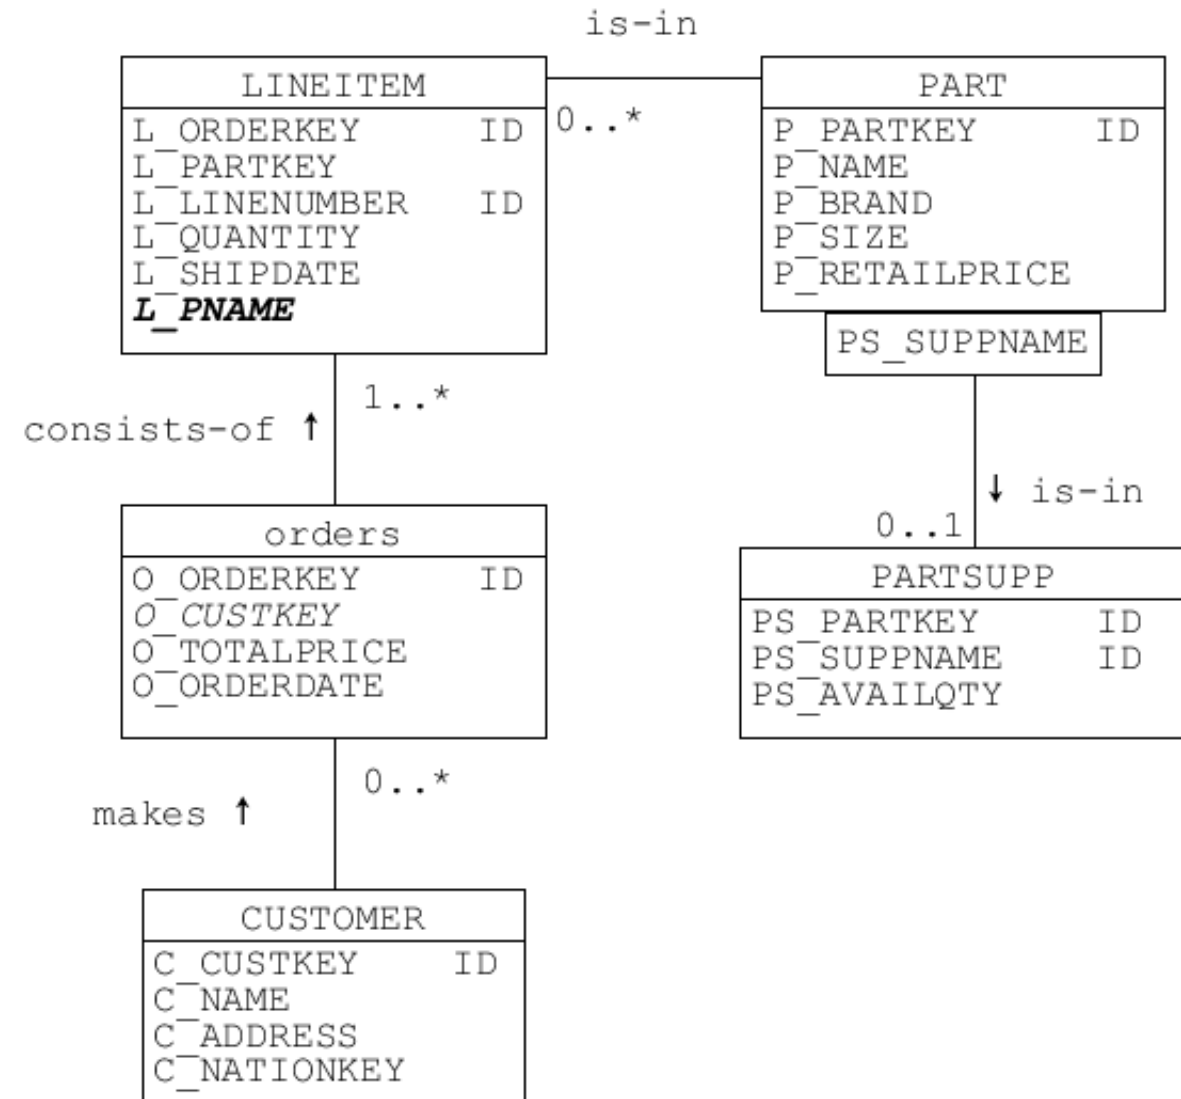 is-in
LINEITEM
L_ORDERKEY ID
L_PARTKEY
L_LINENUMBER ID
L_QUANTITY
L_SHIPDATE
L_PNAME
0..*
PART
P_PARTKEY ID
P_NAME
P_BRAND
P_SIZE
P_RETAILPRICE
PS_SUPPNAME
1..*
consists-of ↑
↓ is-in
0..1
orders
O_ORDERKEY ID
O_CUSTKEY
O_TOTALPRICE
O_ORDERDATE
PARTSUPP
PS_PARTKEY ID
PS_SUPPNAME ID
PS_AVAILQTY
0..*
makes ↑
CUSTOMER
C_CUSTKEY ID
C_NAME
C_ADDRESS
C_NATIONKEY